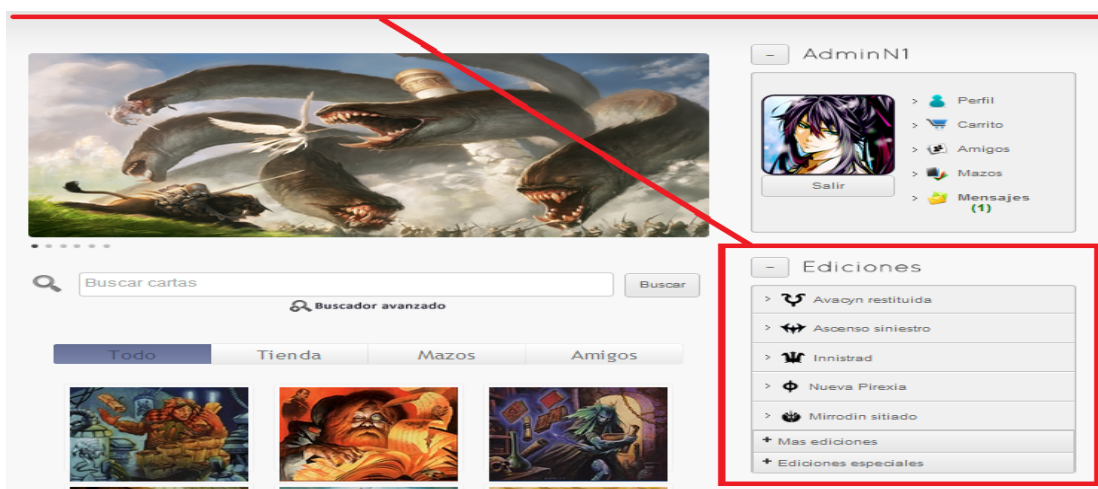 AdminN1
Perfil
Carrito
Amigos
Mazos
Mensajes
(1)
Salir
Buscar cartas
Buscar
Buscador avanzado
Todo Tienda Mazos Amigos
Ediciones
Avacyn restituida
Ascenso siniestro
Innistrad
Nueva Pirexia
Mirrodin sitiado
+ Mas ediciones
+ Ediciones especiales